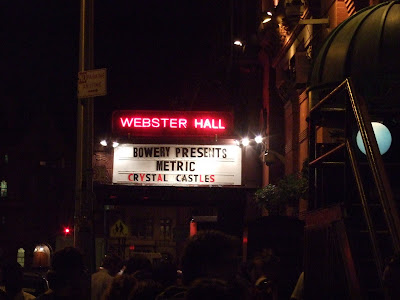 WEBSTER HALL
BOWERY PRESENTS
METRIC
CRYSTAL CASTLES